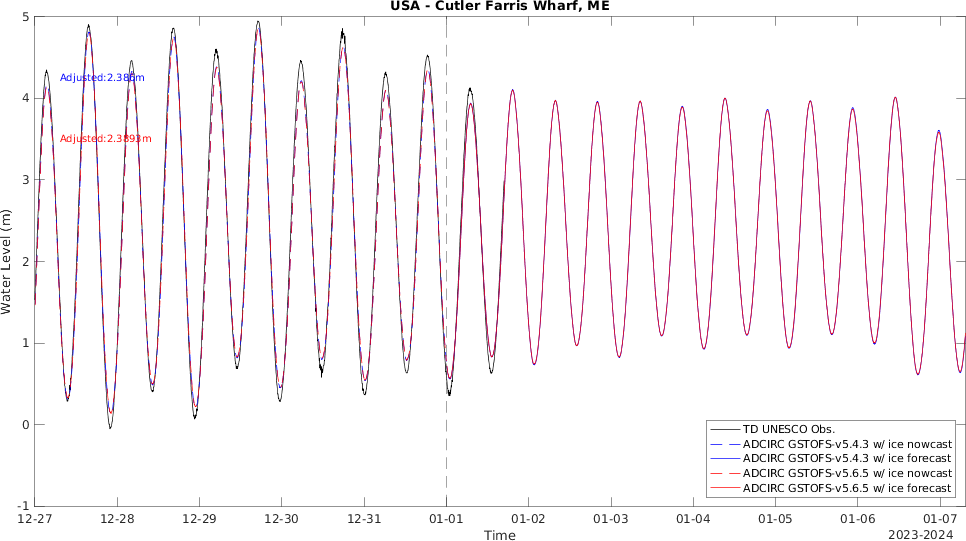 USA - Cutler Farris Wharf, ME
5
4
3
2
1
0
-1
Water Level (m)
Adjusted:2.386m
Adjusted:2.3893m
TD UNESCO Obs.
ADCIRC GSTOFS-v5.4.3 w/ ice nowcast
ADCIRC GSTOFS-v5.4.3 w/ ice forecast
ADCIRC GSTOFS-v5.6.5 w/ ice nowcast
ADCIRC GSTOFS-v5.6.5 w/ ice forecast
12-27 12-28 12-29 12-30 12-31 01-01 01-02 01-03 01-04 01-05 01-06 01-07
Time
2023-2024